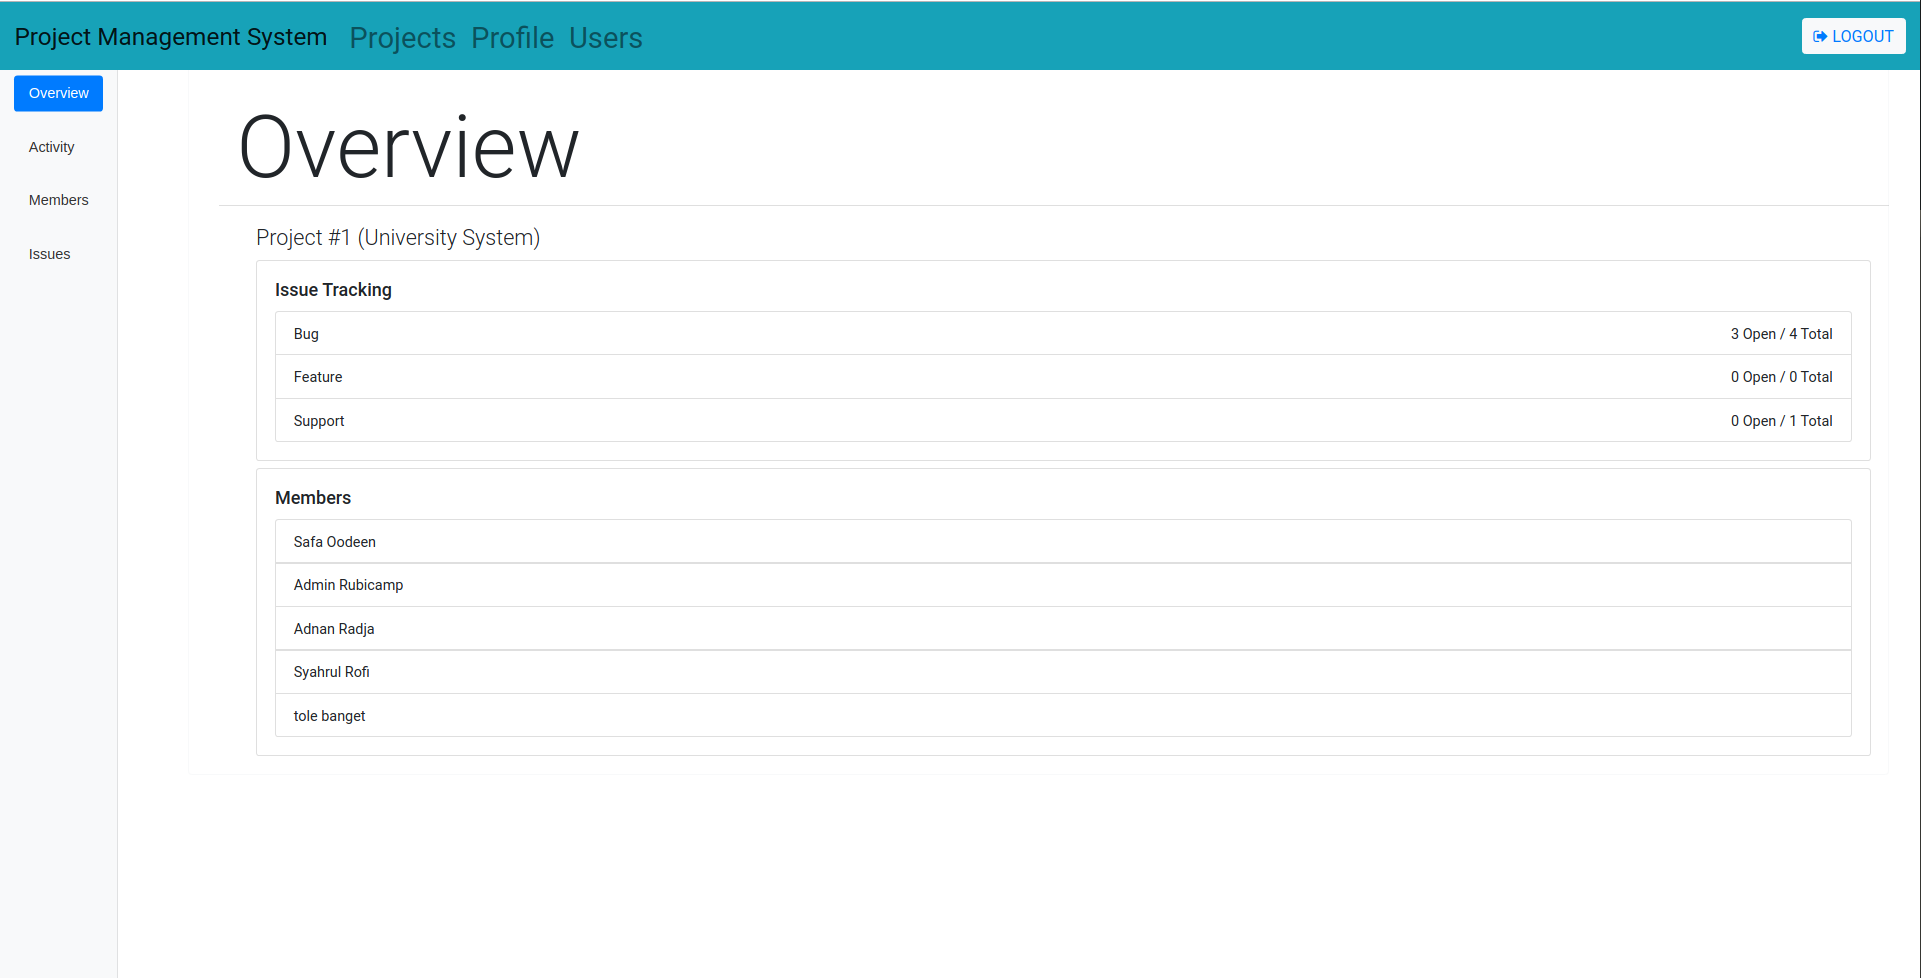 Project Management System Projects Profile Users LOGOUT
Overview
Activity
Members
Issues
Overview
Project #1 (University System)
Issue Tracking
Bug 3 Open / 4 Total
Feature 0 Open / 0 Total
Support 0 Open / 1 Total
Members
Safa Oodeen
Admin Rubicamp
Adnan Radja
Syahrul Rofi
tole banget